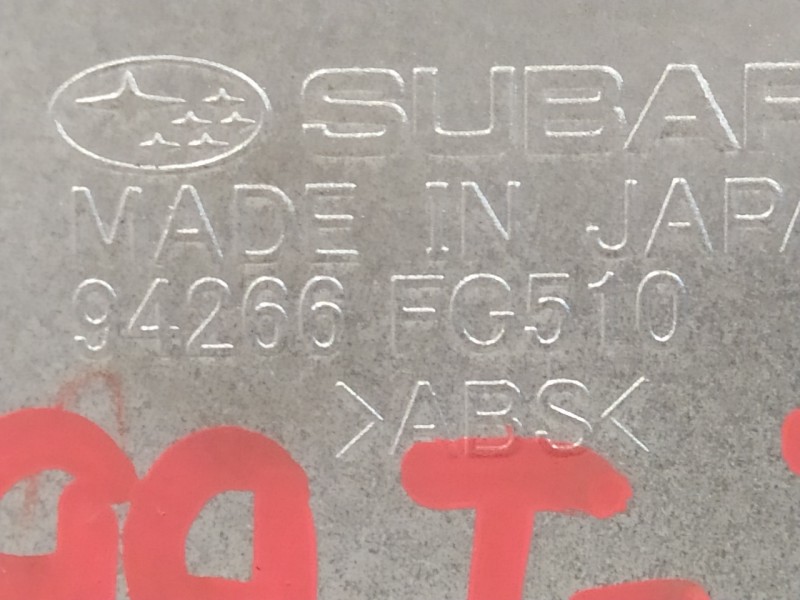 SUBAR
MADE IN JAPA
94266 FG510
>ABS<